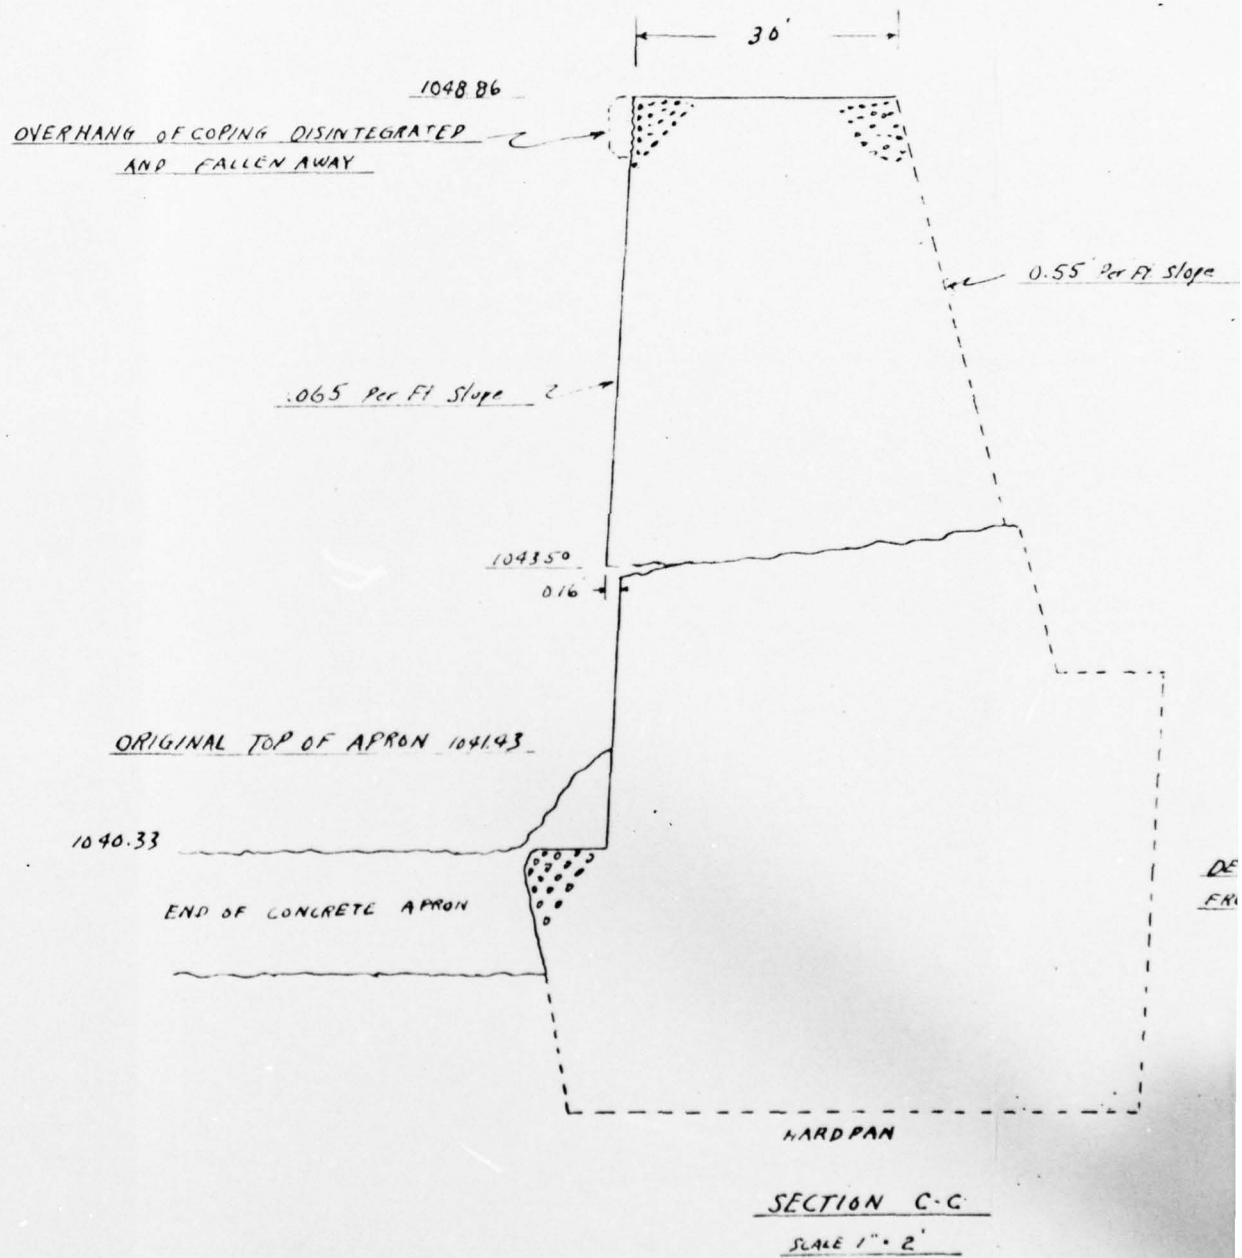 30'
1048.86
OVERHANG OF COPING DISINTEGRATED
AND FALLEN AWAY
0.55' Per Ft Slope
.065 Per Ft Slope
1043.50
0.16'
ORIGINAL TOP OF APRON 1041.43
1040.33
END OF CONCRETE APRON
DE
FRO
HARDPAN
SECTION C-C
SCALE 1" = 2'